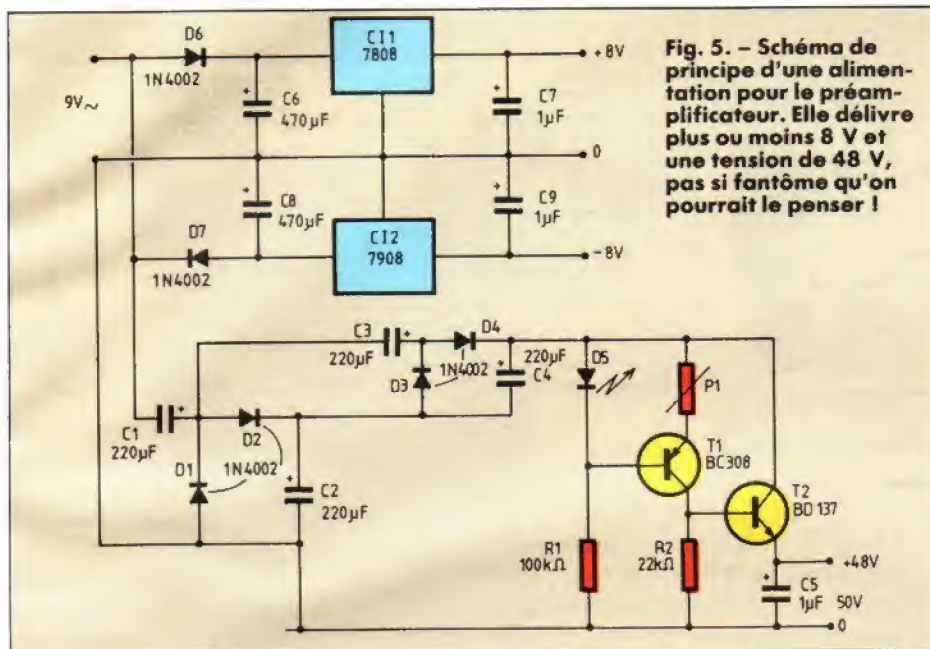 D6
1N4002
9V~
C6
470µF
CI1
7808
+8V
C7
1µF
0
C8
470µF
C9
1µF
D7
1N4002
CI2
7908
-8V
Fig. 5. – Schéma de
principe d'une alimen-
tation pour le préam-
plificateur. Elle délivre
plus ou moins 8 V et
une tension de 48 V,
pas si fantôme qu'on
pourrait le penser !
C3
220µF
D4
1N4002
D3
220µF
C4
D5
P1
C1
220µF
D2
D1
1N4002
C2
220µF
T1
BC308
T2
BD137
R1
100kΩ
R2
22kΩ
+48V
C5
1µF 50V
0